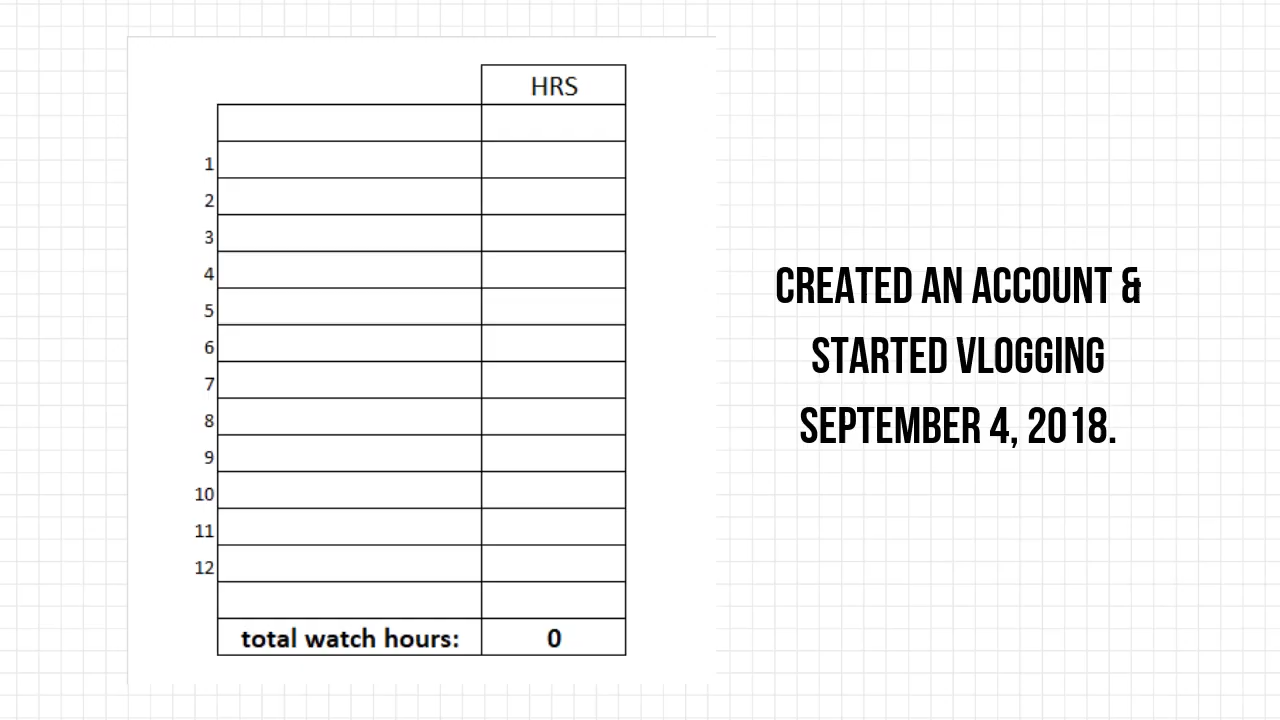 HRS
1
2
3
4
5
6
7
8
9
10
11
12
total watch hours: 0
CREATED AN ACCOUNT &
STARTED VLOGGING
SEPTEMBER 4, 2018.